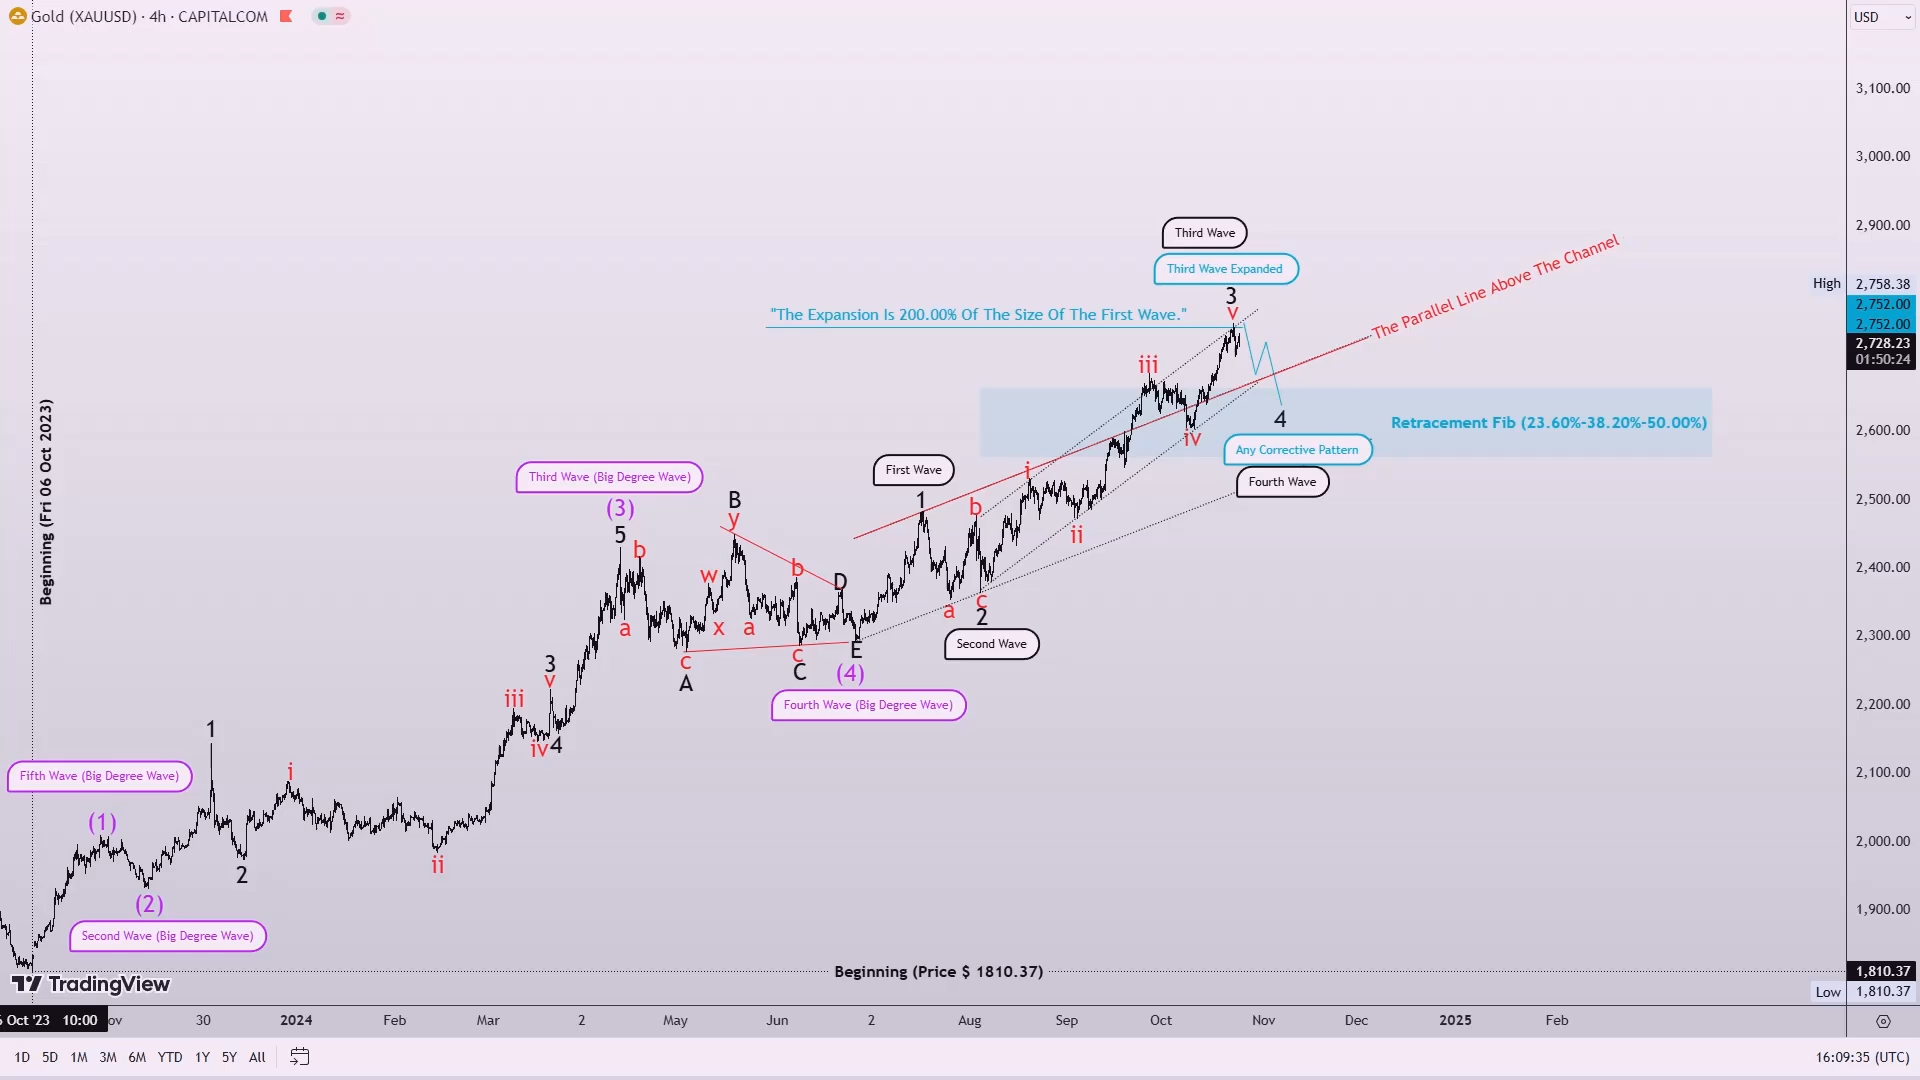 Gold (XAUUSD) · 4h · CAPITALCOM
USD
3,100.00
3,000.00
2,900.00
High 2,758.38
2,752.00
2,752.00
2,728.23
01:50:24
2,600.00
2,500.00
2,400.00
2,300.00
2,200.00
2,100.00
2,000.00
1,900.00
1,810.37
Low 1,810.37
Third Wave
Third Wave Expanded
3
v
"The Expansion Is 200.00% Of The Size Of The First Wave."
The Parallel Line Above The Channel
iii
iv
4
Retracement Fib (23.60%-38.20%-50.00%)
Any Corrective Pattern
Fourth Wave
First Wave
1
i
b
ii
a
c
2
Second Wave
Third Wave (Big Degree Wave)
(3)
5
b
B
y
w
b
D
a
x
a
c
A
c
C
E
(4)
Fourth Wave (Big Degree Wave)
3
v
iii
iv
4
1
i
2
ii
Fifth Wave (Big Degree Wave)
(1)
(2)
Second Wave (Big Degree Wave)
Beginning (Fri 06 Oct 2023)
Beginning (Price $ 1810.37)
TradingView
6 Oct '23 10:00
ov 30 2024 Feb Mar 2 May Jun 2 Aug Sep Oct Nov Dec 2025 Feb
1D 5D 1M 3M 6M YTD 1Y 5Y All
16:09:35 (UTC)